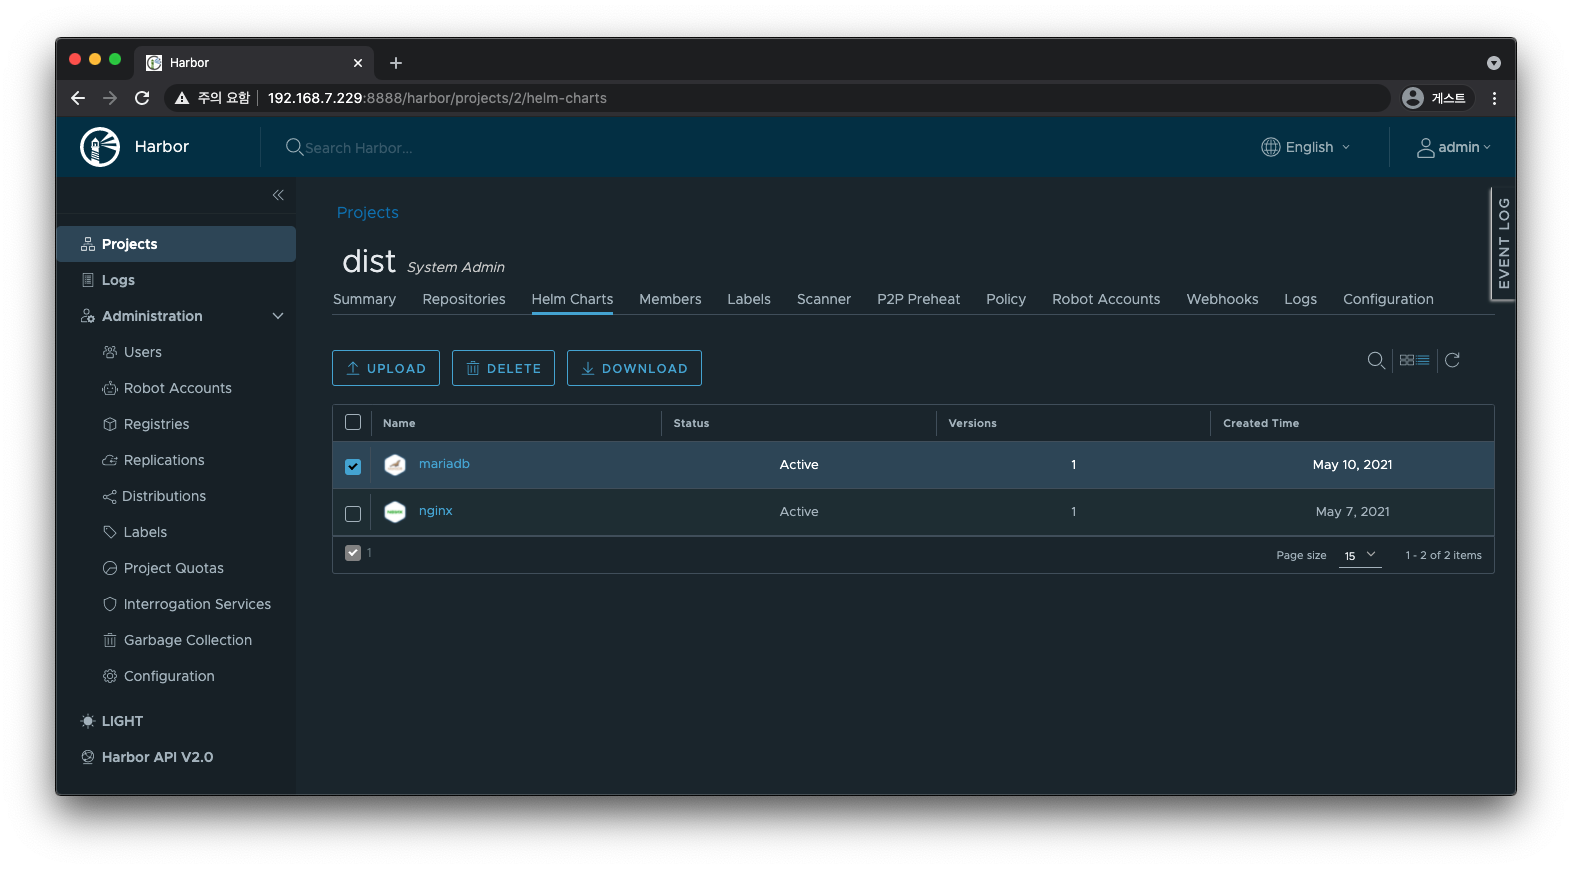 Harbor
주의 요함 192.168.7.229:8888/harbor/projects/2/helm-charts 게스트
Harbor Search Harbor... English admin
EVENT LOG
Projects
Logs
Administration
Users
Robot Accounts
Registries
Replications
Distributions
Labels
Project Quotas
Interrogation Services
Garbage Collection
Configuration
LIGHT
Harbor API V2.0
Projects
dist System Admin
Summary Repositories Helm Charts Members Labels Scanner P2P Preheat Policy Robot Accounts Webhooks Logs Configuration
UPLOAD DELETE DOWNLOAD
Name Status Versions Created Time
mariadb Active 1 May 10, 2021
nginx Active 1 May 7, 2021
1 Page size 15 1 - 2 of 2 items